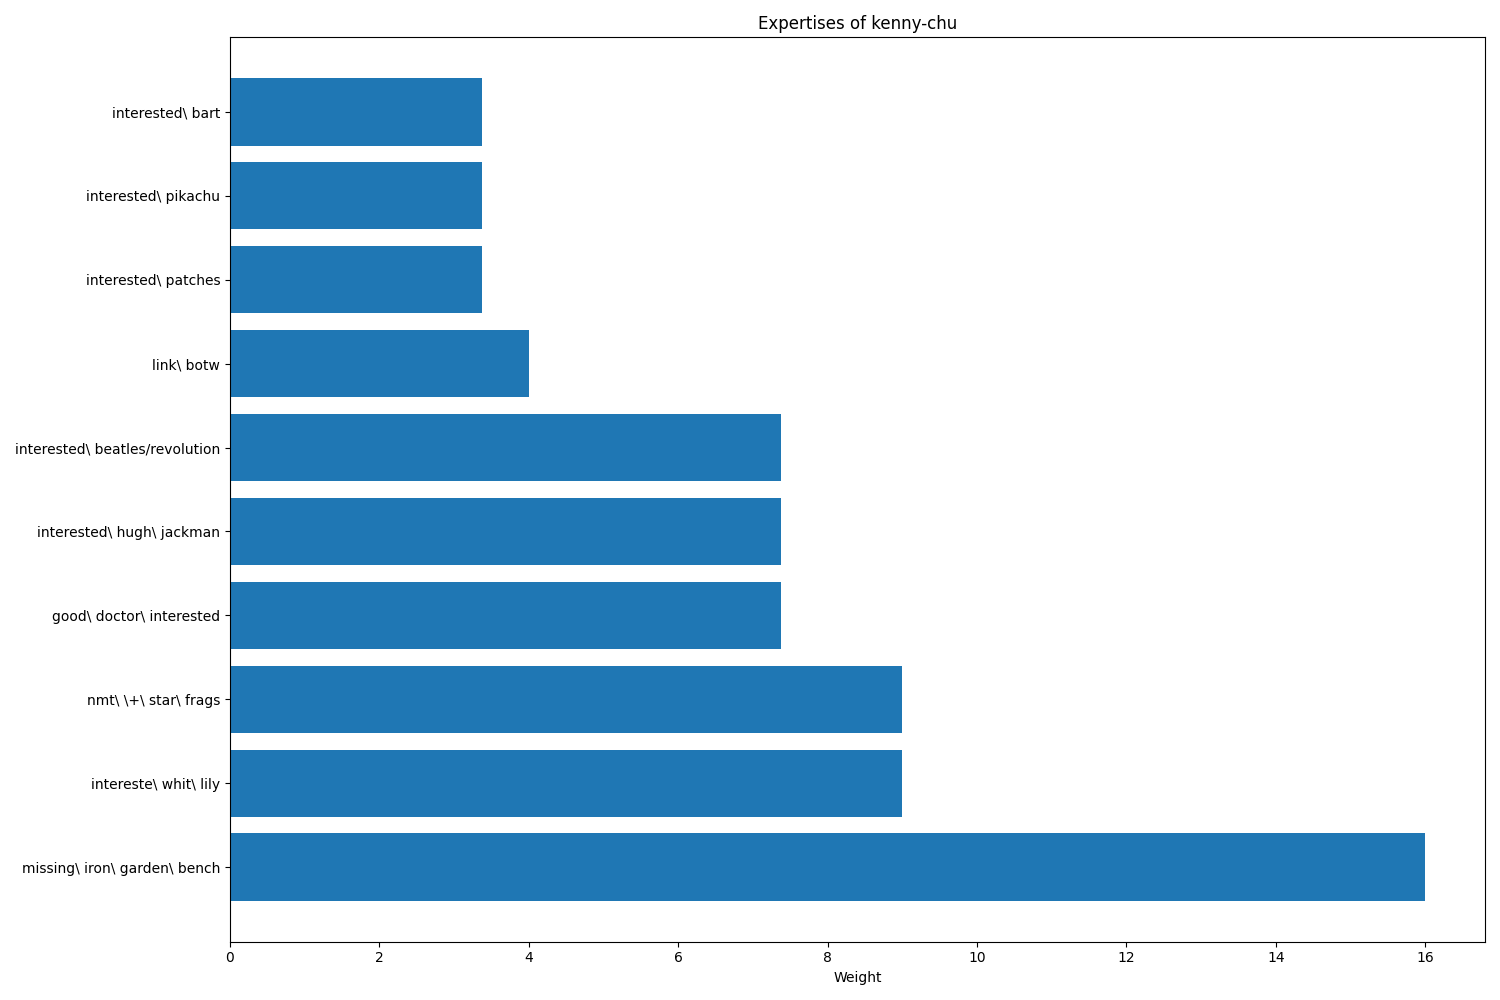 Expertises of kenny-chu
interested\ bart
interested\ pikachu
interested\ patches
link\ botw
interested\ beatles/revolution
interested\ hugh\ jackman
good\ doctor\ interested
nmt\ \+\ star\ frags
intereste\ whit\ lily
missing\ iron\ garden\ bench
0 2 4 6 8 10 12 14 16
Weight